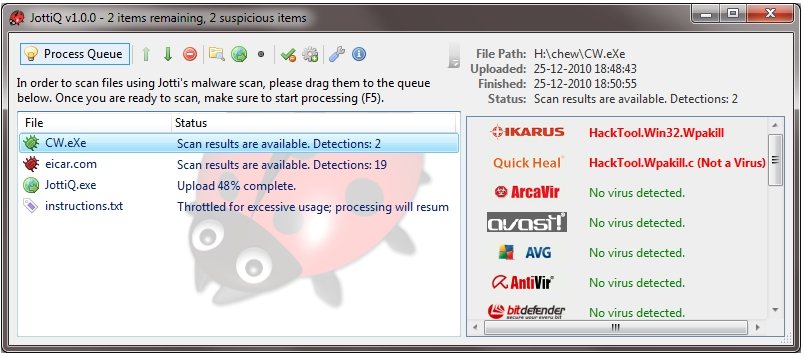 JottiQ v1.0.0 - 2 items remaining, 2 suspicious items
Process Queue
In order to scan files using Jotti's malware scan, please drag them to the queue
below. Once you are ready to scan, make sure to start processing (F5).
File Status
CW.eXe Scan results are available. Detections: 2
eicar.com Scan results are available. Detections: 19
JottiQ.exe Upload 48% complete.
instructions.txt Throttled for excessive usage; processing will resum
File Path: H:\chew\CW.eXe
Uploaded: 25-12-2010 18:48:43
Finished: 25-12-2010 18:50:55
Status: Scan results are available. Detections: 2
IKARUS HackTool.Win32.Wpakill
Quick Heal HackTool.Wpakill.c (Not a Virus)
ArcaVir No virus detected.
avast! No virus detected.
AVG No virus detected.
AntiVir No virus detected.
bitdefender No virus detected.
secure your every bit